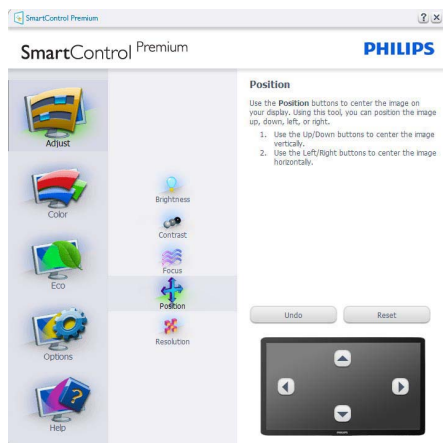 SmartControl Premium
SmartControl Premium
PHILIPS
Adjust
Color
Eco
Options
Help
Brightness
Contrast
Focus
Position
Resolution
Position
Use the Position buttons to center the image on
your display. Using this tool, you can position the image
up, down, left, or right.
1. Use the Up/Down buttons to center the image
vertically.
2. Use the Left/Right buttons to center the image
horizontally.
Undo
Reset